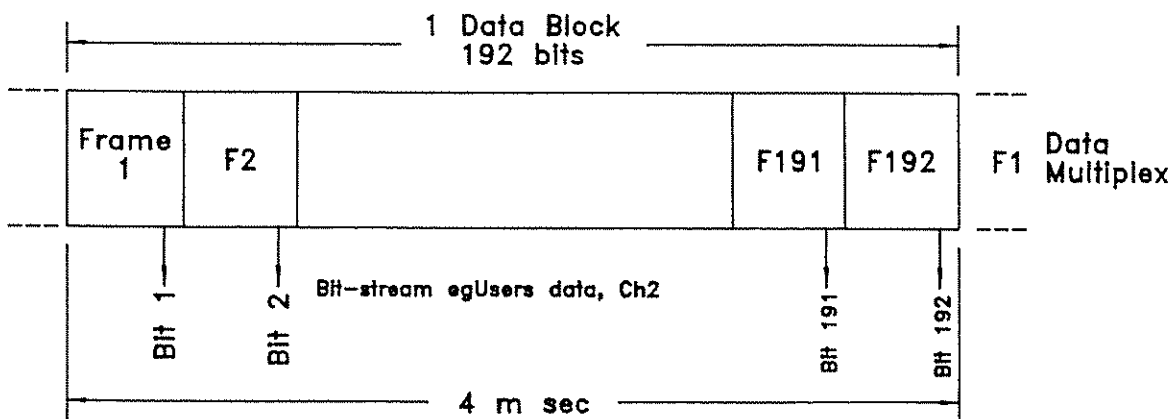 1 Data Block
192 bits
Frame
1
F2
F191
F192
F1
Data
Multiplex
Bit 1
Bit 2
Bit-stream egUsers data, Ch2
Bit 191
Bit 192
4 m sec